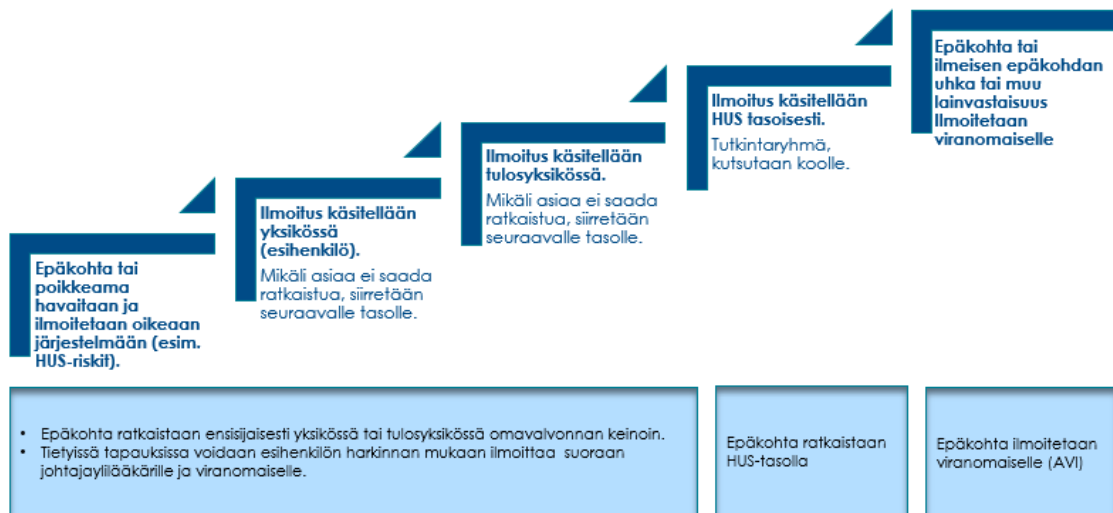 Epäkohta tai
poikkeama
havaitaan ja
ilmoitetaan oikeaan
järjestelmään (esim.
HUS-riskit).
Ilmoitus käsitellään
yksikössä
(esihenkilö).
Mikäli asiaa ei saada
ratkaistua, siirretään
seuraavalle tasolle.
Ilmoitus käsitellään
tulosyksikössä.
Mikäli asiaa ei saada
ratkaistua, siirretään
seuraavalle tasolle.
Ilmoitus käsitellään
HUS tasoisesti.
Tutkintaryhmä,
kutsutaan koolle.
Epäkohta tai
ilmeisen epäkohdan
uhka tai muu
lainvastaisuus
Ilmoitetaan
viranomaiselle
• Epäkohta ratkaistaan ensisijaisesti yksikössä tai tulosyksikössä omavalvonnan keinoin.
• Tietyissä tapauksissa voidaan esihenkilön harkinnan mukaan ilmoittaa suoraan
johtajaylilääkärille ja viranomaiselle.
Epäkohta ratkaistaan
HUS-tasolla
Epäkohta ilmoitetaan
viranomaiselle (AVI)